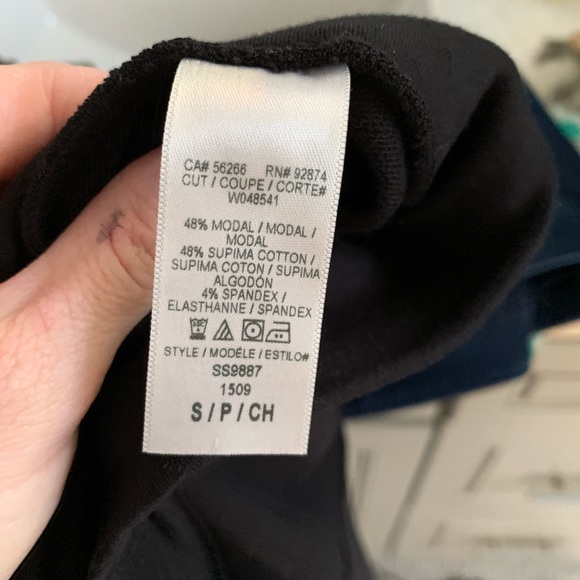 CA# 56266 RN# 92874
CUT / COUPE / CORTE#
W048541
48% MODAL / MODAL /
MODAL
48% SUPIMA COTTON /
SUPIMA COTON / SUPIMA
ALGODÓN
4% SPANDEX /
ELASTHANNE / SPANDEX
STYLE / MODÈLE / ESTILO#
SS9887
1509
S / P / CH